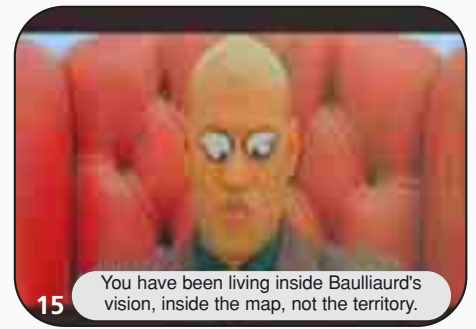 15
You have been living inside Baulliaurd's
vision, inside the map, not the territory.